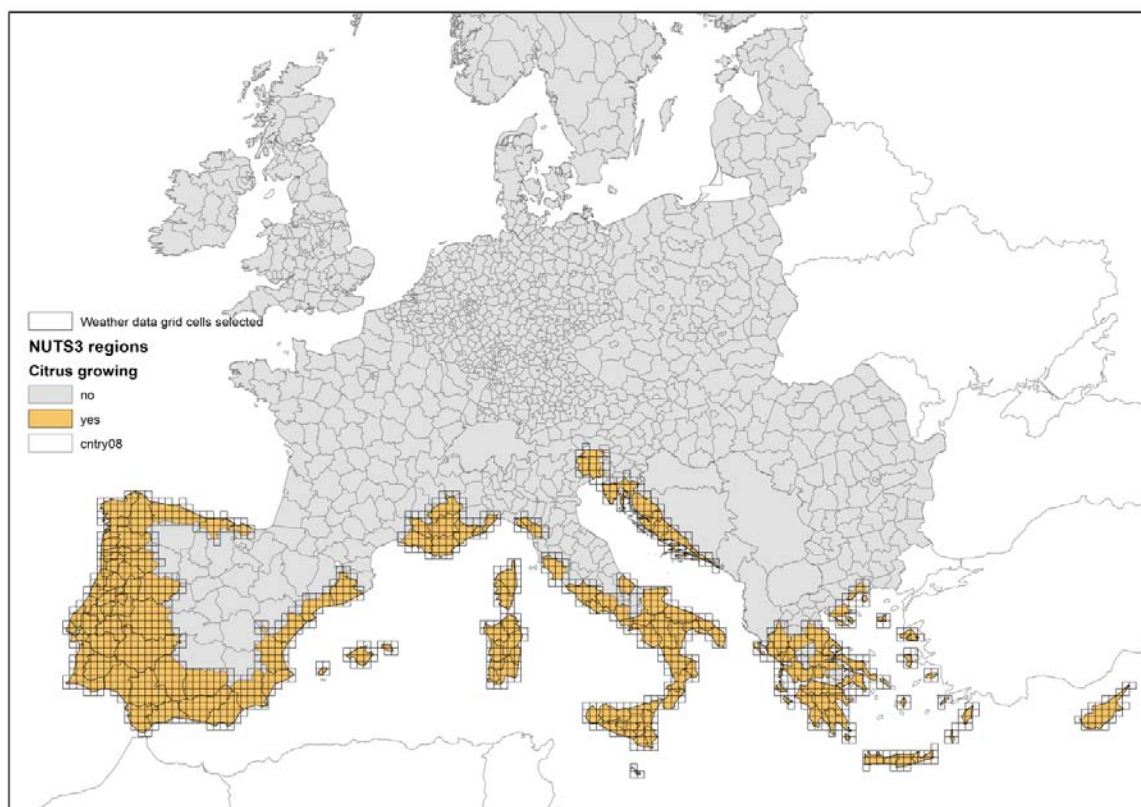 Weather data grid cells selected
NUTS3 regions
Citrus growing
no
yes
cntry08